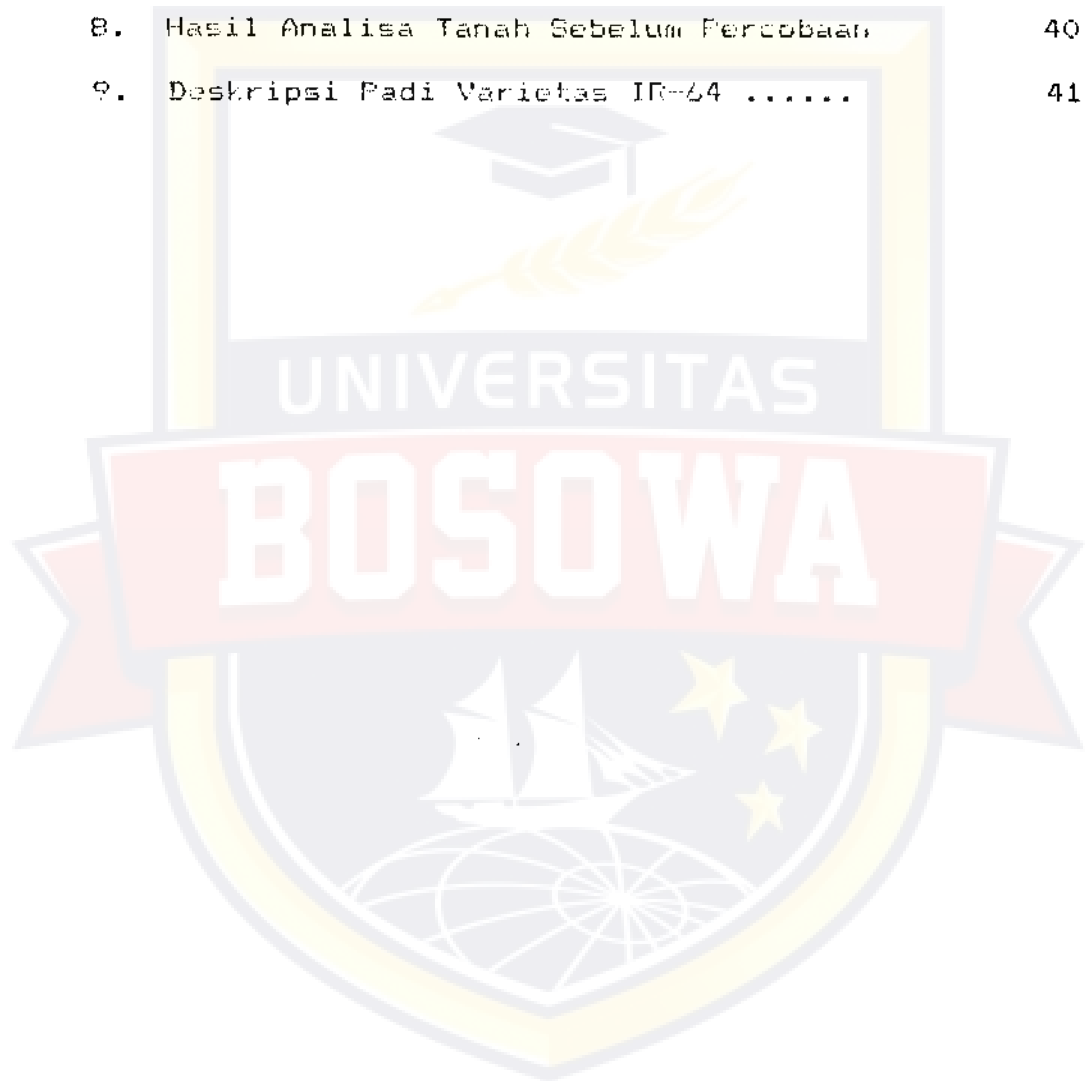 8. Hasil Analisa Tanah Sebelum Percobaan 40
9. Deskripsi Padi Varietas IR-64 ...... 41
UNIVERSITAS
BOSOWA